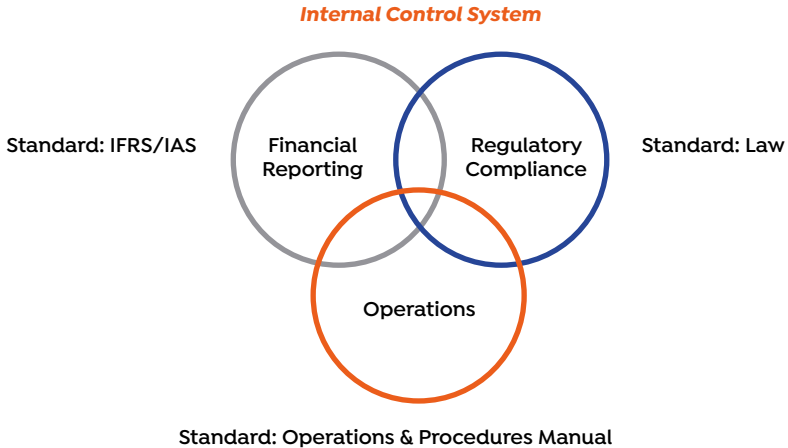 Internal Control System
Standard: IFRS/IAS
Financial
Reporting
Regulatory
Compliance
Standard: Law
Operations
Standard: Operations & Procedures Manual